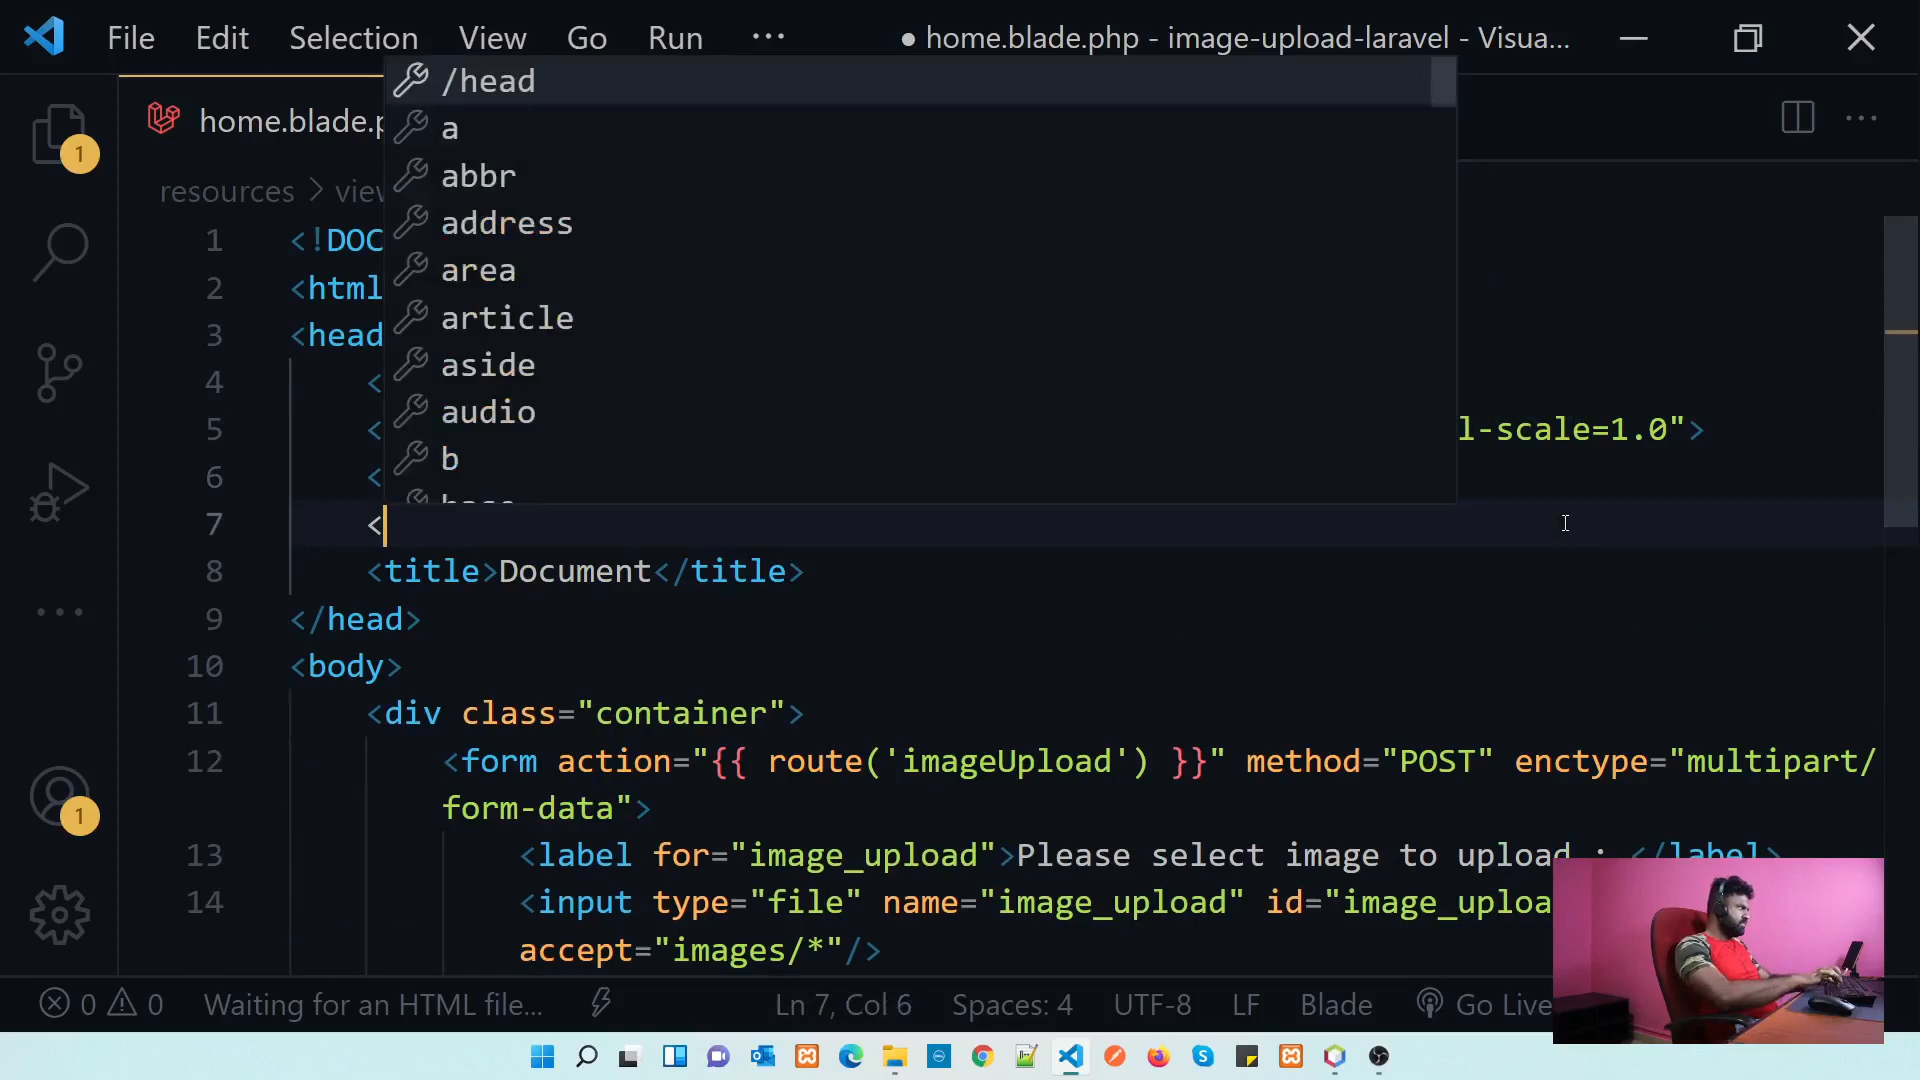 File Edit Selection View Go Run ··· ● home.blade.php - image-upload-laravel - Visua...
/head
home.blade.p
a
1
abbr
resources > view
address
1 <!DOC
area
2 <html
article
3 <head
aside
4 <
audio
5 < l-scale=1.0">
b
6 <
7 <
8 <title>Document</title>
9 </head>
10 <body>
11 <div class="container">
12 <form action="{{ route('imageUpload') }}" method="POST" enctype="multipart/
form-data">
13 <label for="image_upload">Please select image to upload : </label>
14 <input type="file" name="image_upload" id="image_uploa
accept="images/*"/>
1
0 0 Waiting for an HTML file... Ln 7, Col 6 Spaces: 4 UTF-8 LF Blade Go Live